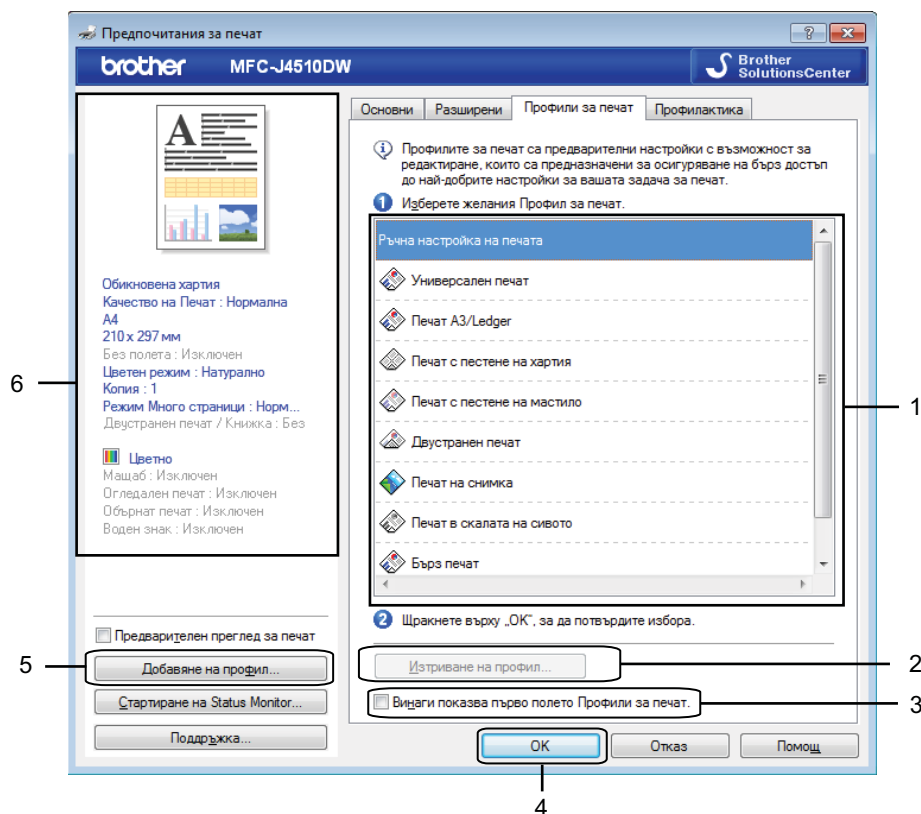 Предпочитания за печат
brother MFC-J4510DW
Brother
SolutionsCenter
A
Обикновена хартия
Качество на Печат : Нормална
A4
210 x 297 мм
Без полета : Изключен
Цветен режим : Натурално
Копия : 1
Режим Много страници : Норм...
Двустранен печат / Книжка : Без
Цветно
Мащаб : Изключен
Огледален печат : Изключен
Обърнат печат : Изключен
Воден знак : Изключен
6
Предварителен преглед за печат
5
Добавяне на профил...
Стартиране на Status Monitor...
Поддръжка...
Основни Разширени Профили за печат Профилактика
Профилите за печат са предварителни настройки с възможност за
редактиране, които са предназначени за осигуряване на бърз достъп
до най-добрите настройки за вашата задача за печат.
1 Изберете желания Профил за печат.
Ръчна настройка на печата
Универсален печат
Печат A3/Ledger
Печат с пестене на хартия
Печат с пестене на мастило
Двустранен печат
Печат на снимка
Печат в скалата на сивото
Бърз печат
1
2 Щракнете върху „OK“, за да потвърдите избора.
Изтриване на профил...
2
Винаги показва първо полето Профили за печат.
3
OK Отказ Помощ
4